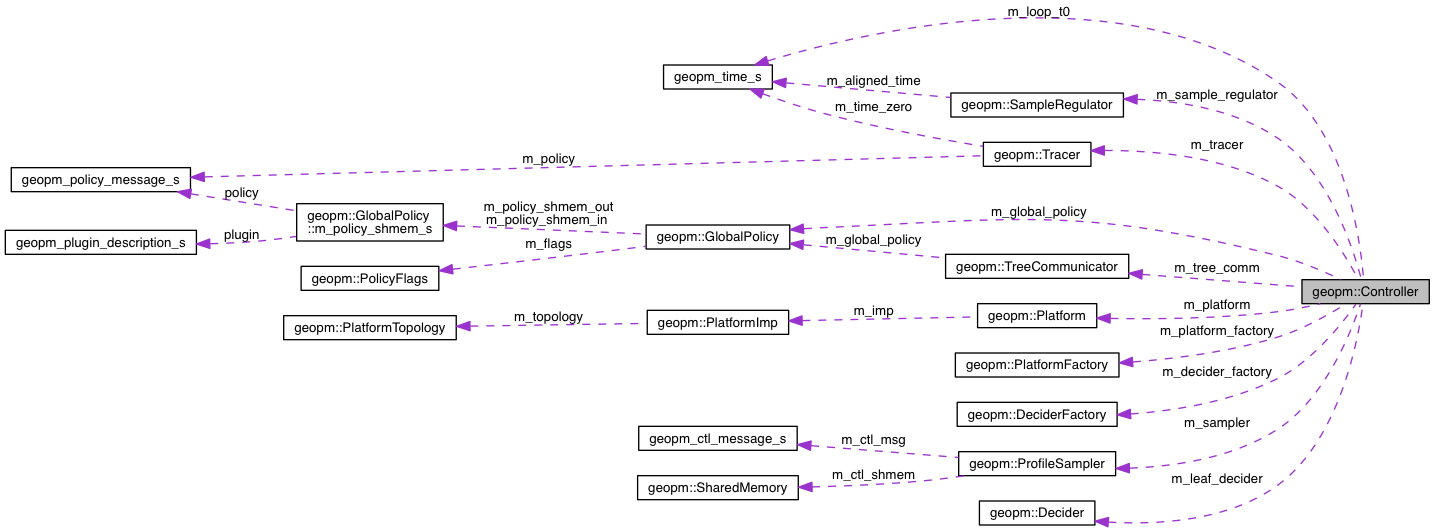 m_loop_t0
geopm_time_s
m_aligned_time
geopm::SampleRegulator
m_sample_regulator
m_time_zero
geopm::Tracer
m_tracer
m_policy
geopm_policy_message_s
policy
geopm::GlobalPolicy
::m_policy_shmem_s
m_policy_shmem_out
m_policy_shmem_in
geopm::GlobalPolicy
m_global_policy
m_global_policy
geopm_plugin_description_s
plugin
m_flags
geopm::PolicyFlags
geopm::TreeCommunicator
m_tree_comm
geopm::Controller
geopm::PlatformTopology
m_topology
geopm::PlatformImp
m_imp
geopm::Platform
m_platform
m_platform_factory
geopm::PlatformFactory
m_decider_factory
geopm::DeciderFactory
m_sampler
geopm_ctl_message_s
m_ctl_msg
geopm::ProfileSampler
m_ctl_shmem
geopm::SharedMemory
m_leaf_decider
geopm::Decider